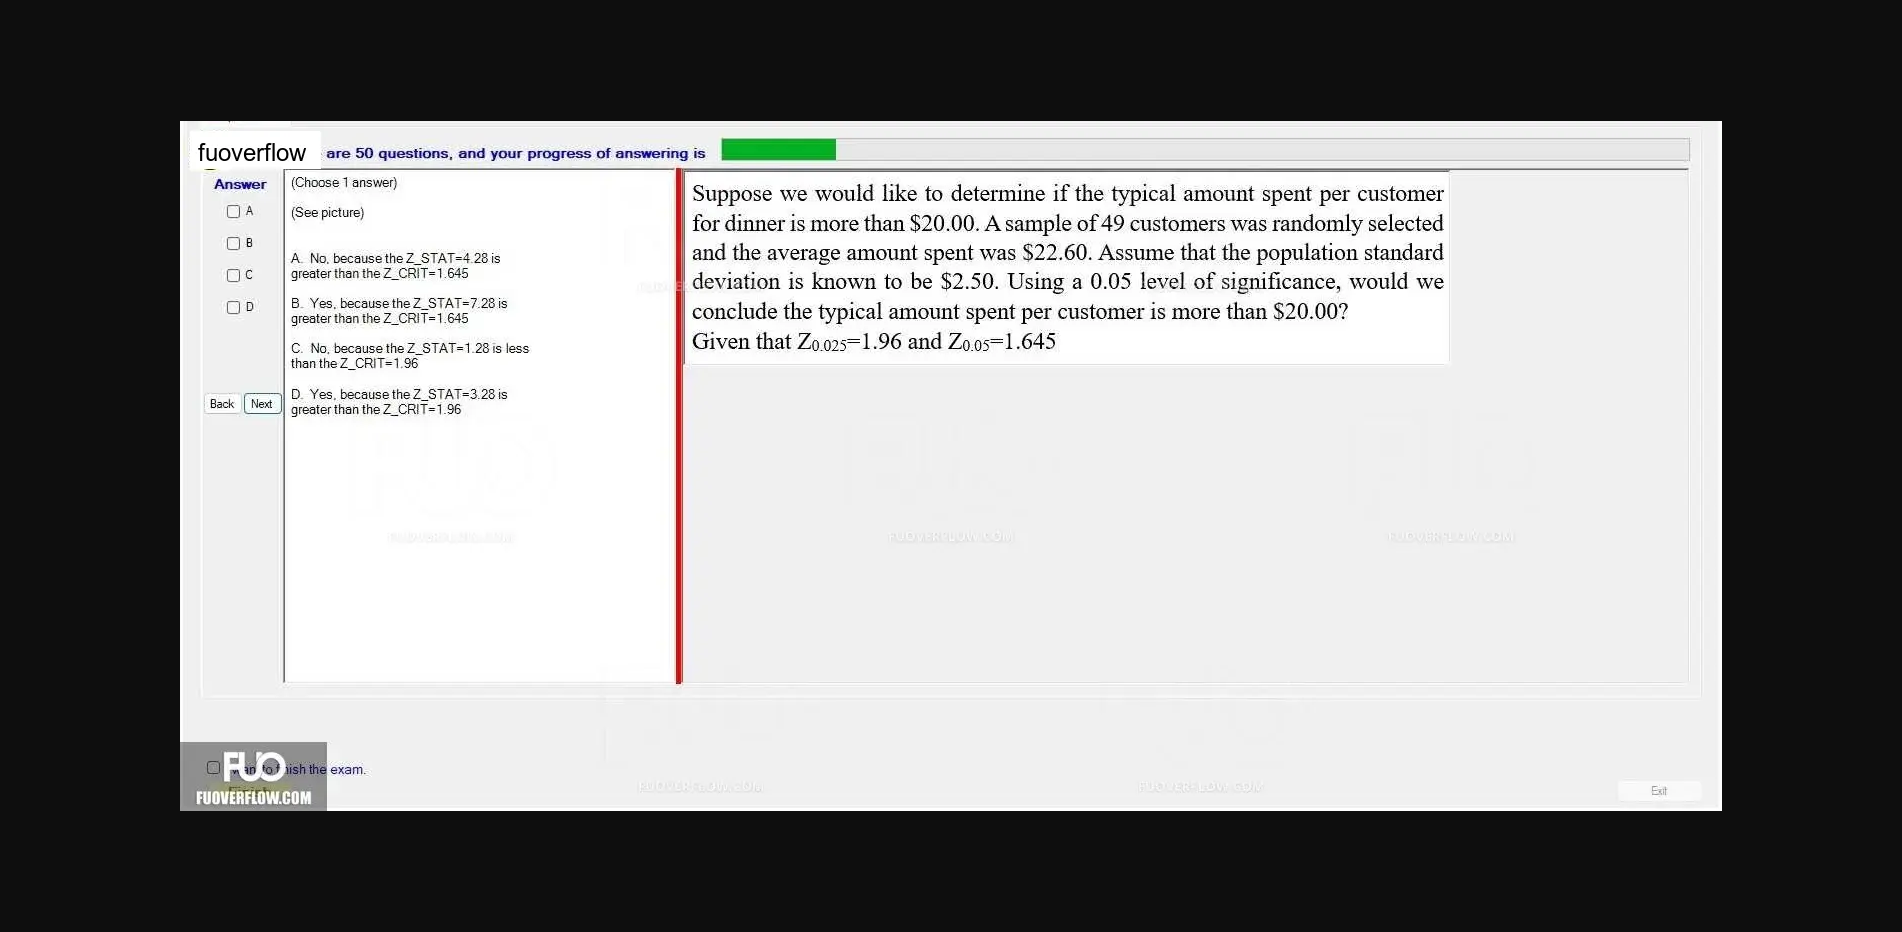 fuoverflow are 50 questions, and your progress of answering is
Answer
A
B
C
D
Back Next
(Choose 1 answer)
(See picture)
A. No, because the Z_STAT=4.28 is
greater than the Z_CRIT=1.645
B. Yes, because the Z_STAT=7.28 is
greater than the Z_CRIT=1.645
C. No, because the Z_STAT=1.28 is less
than the Z_CRIT=1.96
D. Yes, because the Z_STAT=3.28 is
greater than the Z_CRIT=1.96
Suppose we would like to determine if the typical amount spent per customer
for dinner is more than $20.00. A sample of 49 customers was randomly selected
and the average amount spent was $22.60. Assume that the population standard
deviation is known to be $2.50. Using a 0.05 level of significance, would we
conclude the typical amount spent per customer is more than $20.00?
Given that Z0.025=1.96 and Z0.05=1.645
FUOVERFLOW.COM
FUOVERFLOW.COM
FUOVERFLOW.COM
FUOVERFLOW.COM
FUOVERFLOW.COM
the exam.
FUO
FUOVERFLOW.COM
Exit